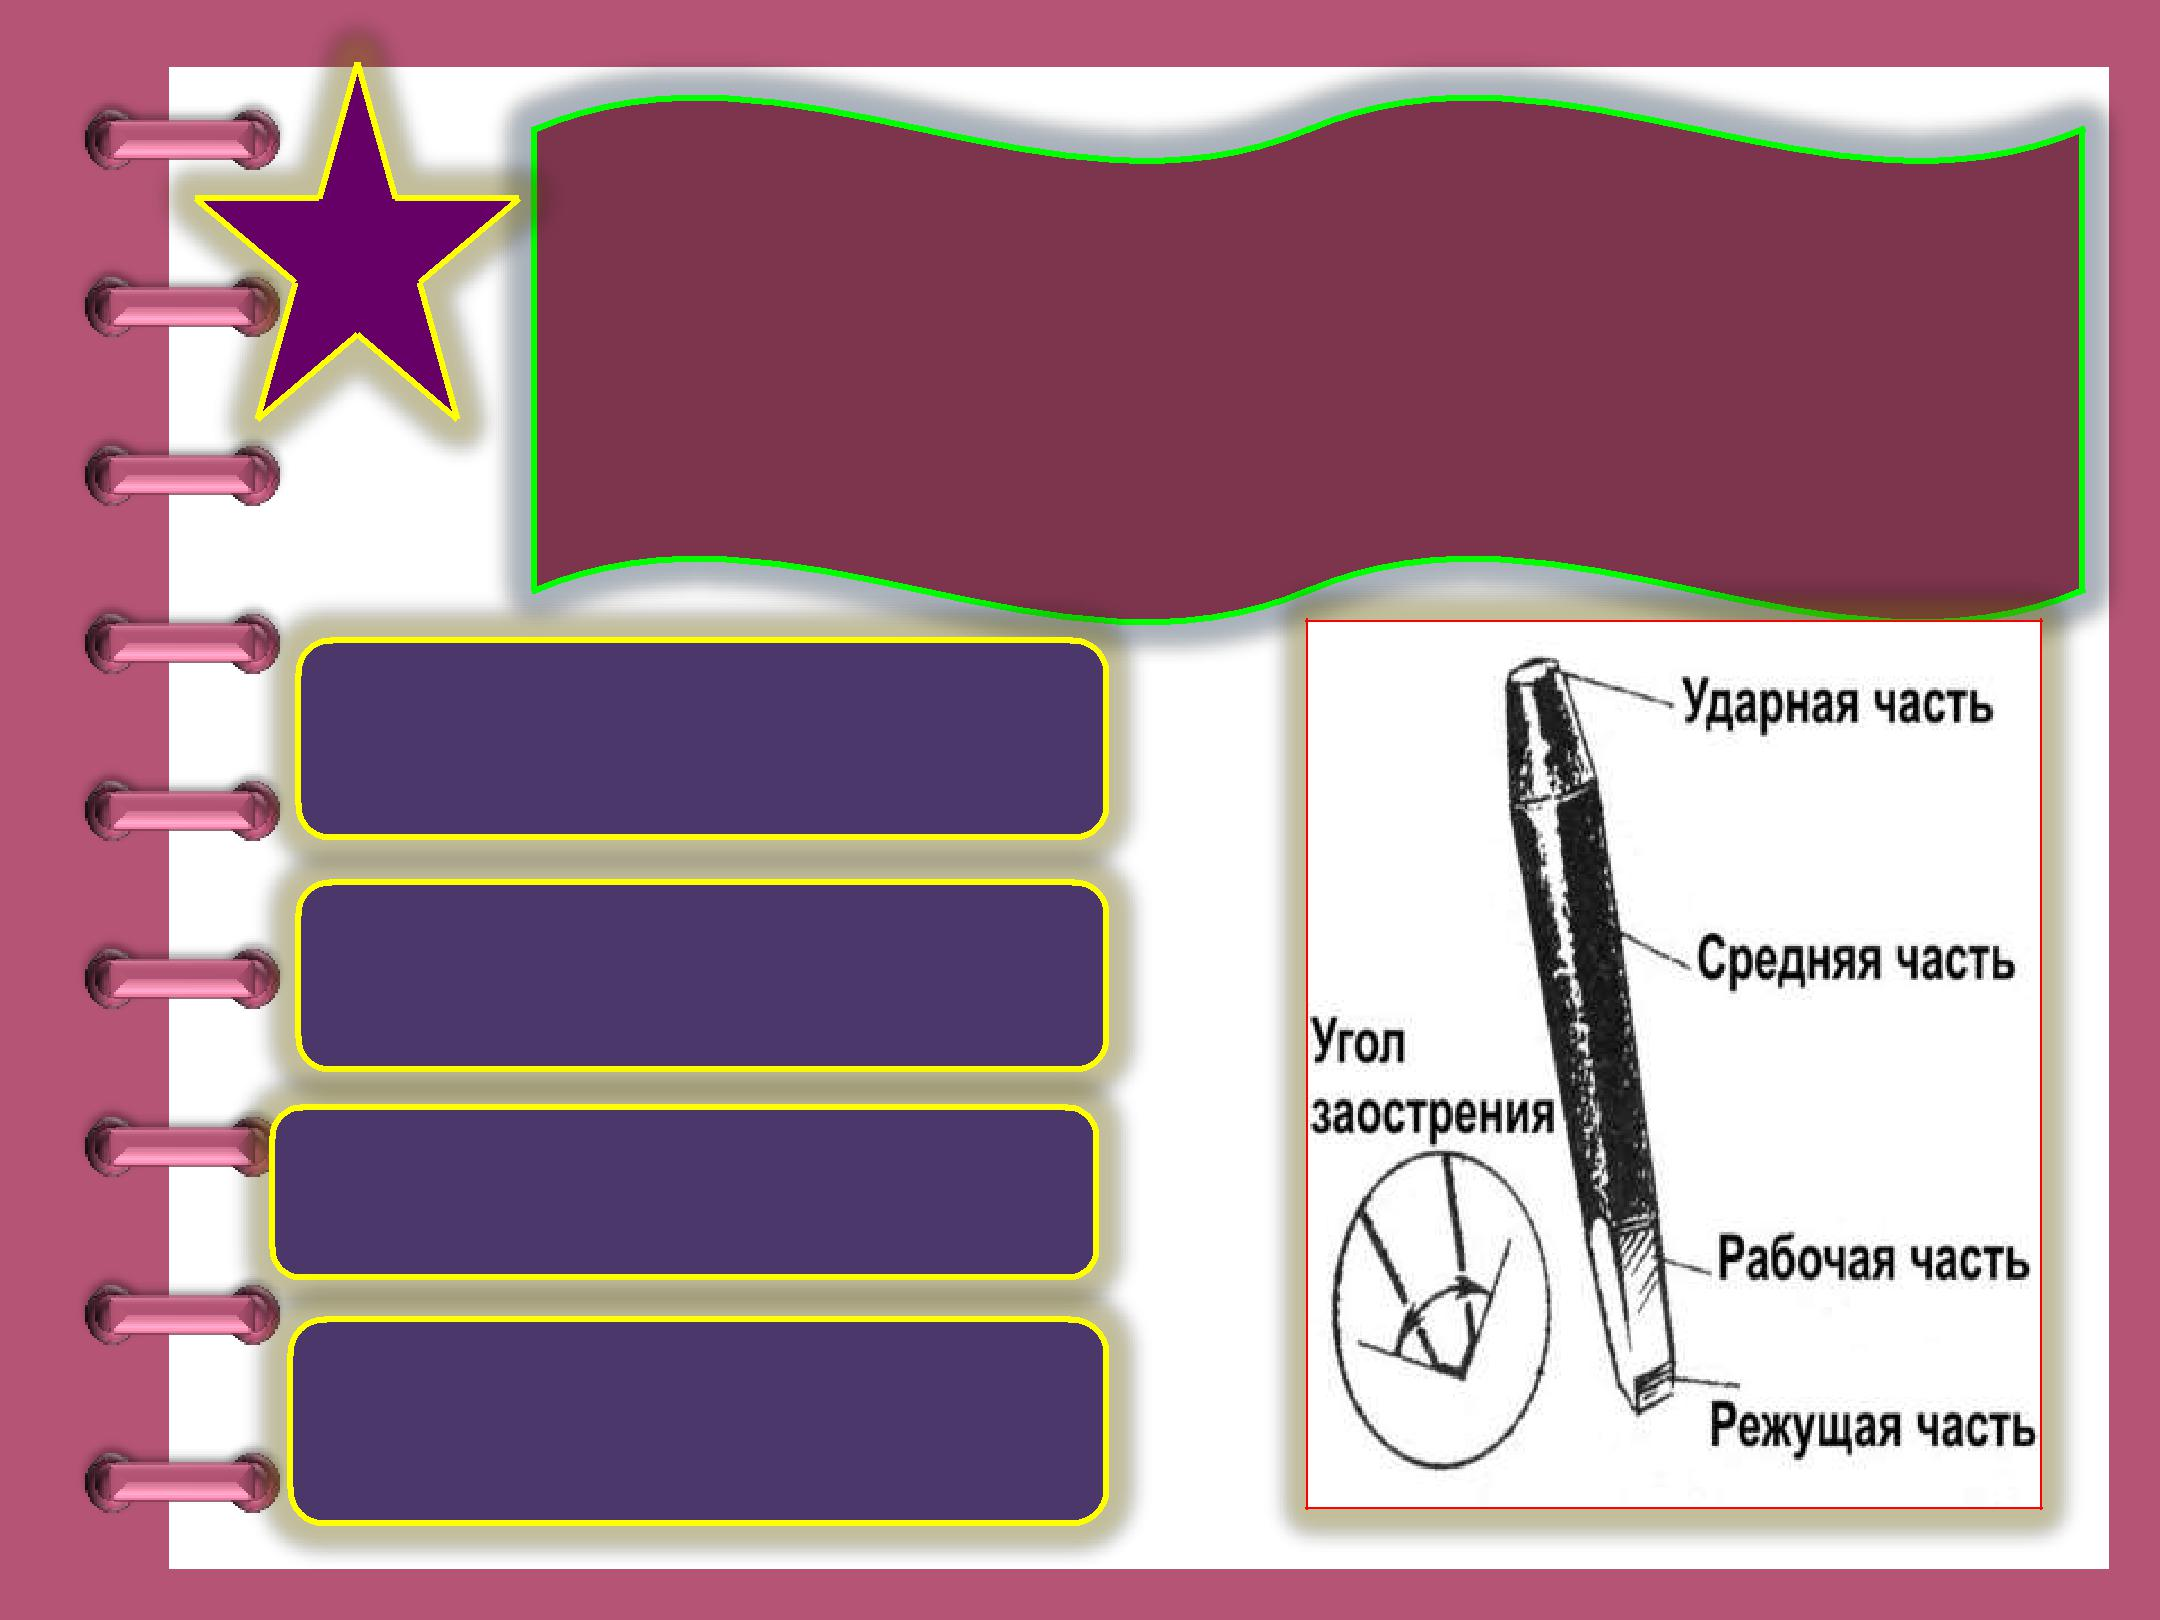 Ударная часть
Средняя часть
Угол
заострения
Рабочая часть
Режущая часть